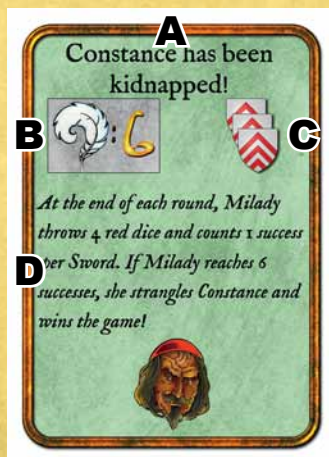 A
Constance has been
kidnapped!
B
: 6
C
At the end of each round, Milady
throws 4 red dice and counts 1 success
per Sword. If Milady reaches 6
D
successes, she strangles Constance and
wins the game!